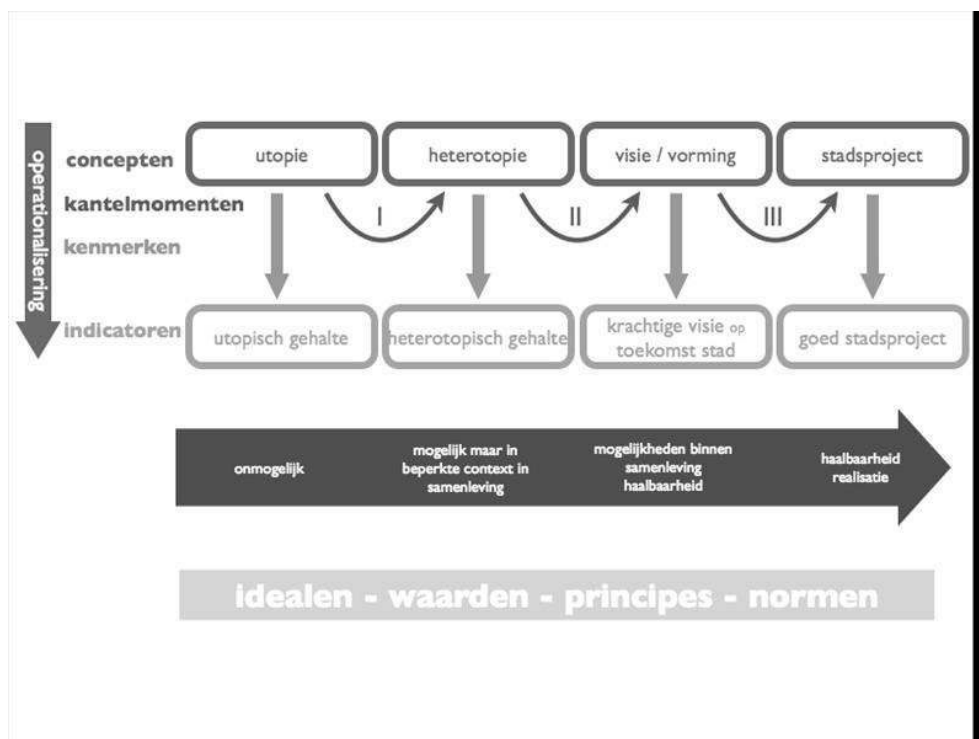 operationalisering
concepten
utopie
heterotopie
visie / vorming
stadsproject
kantelmomenten
I
II
III
kenmerken
indicatoren
utopisch gehalte
heterotopisch gehalte
krachtige visie op
toekomst stad
goed stadsproject
onmogelijk
mogelijk maar in
beperkte context in
samenleving
mogelijkheden binnen
samenleving
haalbaarheid
haalbaarheid
realisatie
idealen - waarden - principes - normen